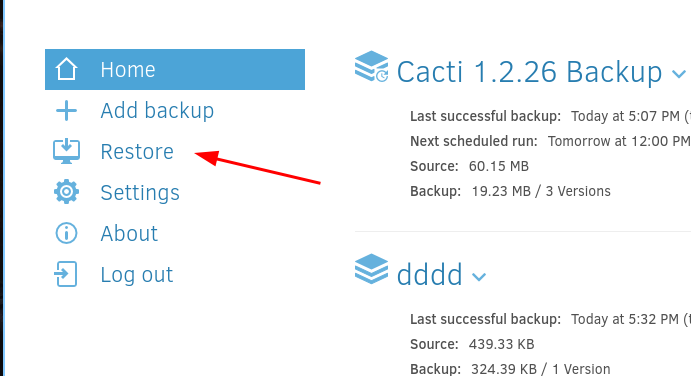 Home
Add backup
Restore
Settings
About
Log out
Cacti 1.2.26 Backup
Last successful backup: Today at 5:07 PM (
Next scheduled run: Tomorrow at 12:00 PM
Source: 60.15 MB
Backup: 19.23 MB / 3 Versions
dddd
Last successful backup: Today at 5:32 PM (
Source: 439.33 KB
Backup: 324.39 KB / 1 Version